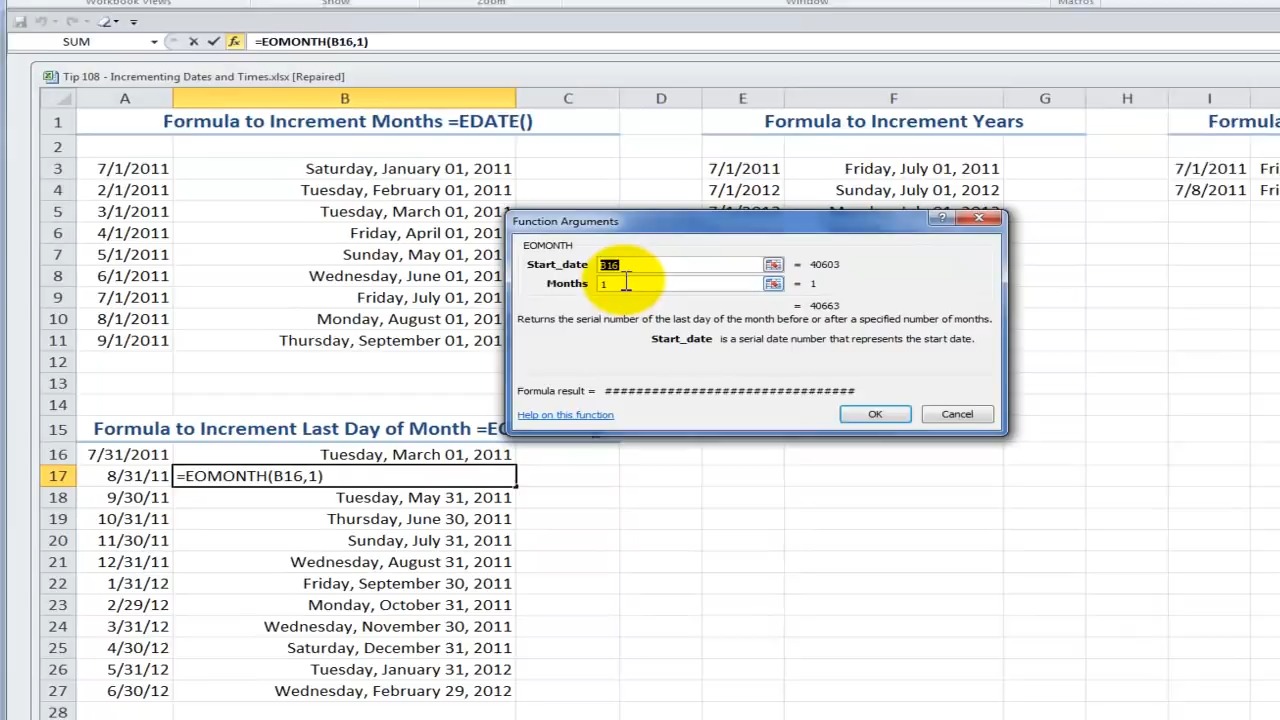 Workbook Views Show Zoom Window Macros
SUM =EOMONTH(B16,1)
Tip 108 - Incrementing Dates and Times.xlsx [Repaired]
A B C D E F G H I
1 Formula to Increment Months =EDATE() Formula to Increment Years Formula
2
3 7/1/2011 Saturday, January 01, 2011 7/1/2011 Friday, July 01, 2011 7/1/2011 Fri
4 2/1/2011 Tuesday, February 01, 2011 7/1/2012 Sunday, July 01, 2012 7/8/2011 Fri
5 3/1/2011 Tuesday, March 01, 2011
6 4/1/2011 Friday, April 01, 2011
7 5/1/2011 Sunday, May 01, 2011
8 6/1/2011 Wednesday, June 01, 2011
9 7/1/2011 Friday, July 01, 201
10 8/1/2011 Monday, August 01, 201
11 9/1/2011 Thursday, September 01, 201
12
13
14
15 Formula to Increment Last Day of Month =EO
16 7/31/2011 Tuesday, March 01, 2011
17 8/31/11 =EOMONTH(B16,1)
18 9/30/11 Tuesday, May 31, 2011
19 10/31/11 Thursday, June 30, 2011
20 11/30/11 Sunday, July 31, 2011
21 12/31/11 Wednesday, August 31, 2011
22 1/31/12 Friday, September 30, 2011
23 2/29/12 Monday, October 31, 2011
24 3/31/12 Wednesday, November 30, 2011
25 4/30/12 Saturday, December 31, 2011
26 5/31/12 Tuesday, January 31, 2012
27 6/30/12 Wednesday, February 29, 2012
28
Function Arguments
EOMONTH
Start_date B16 = 40603
Months 1 = 1
= 40663
Returns the serial number of the last day of the month before or after a specified number of months.
Start_date is a serial date number that represents the start date.
Formula result = ################################
Help on this function OK Cancel